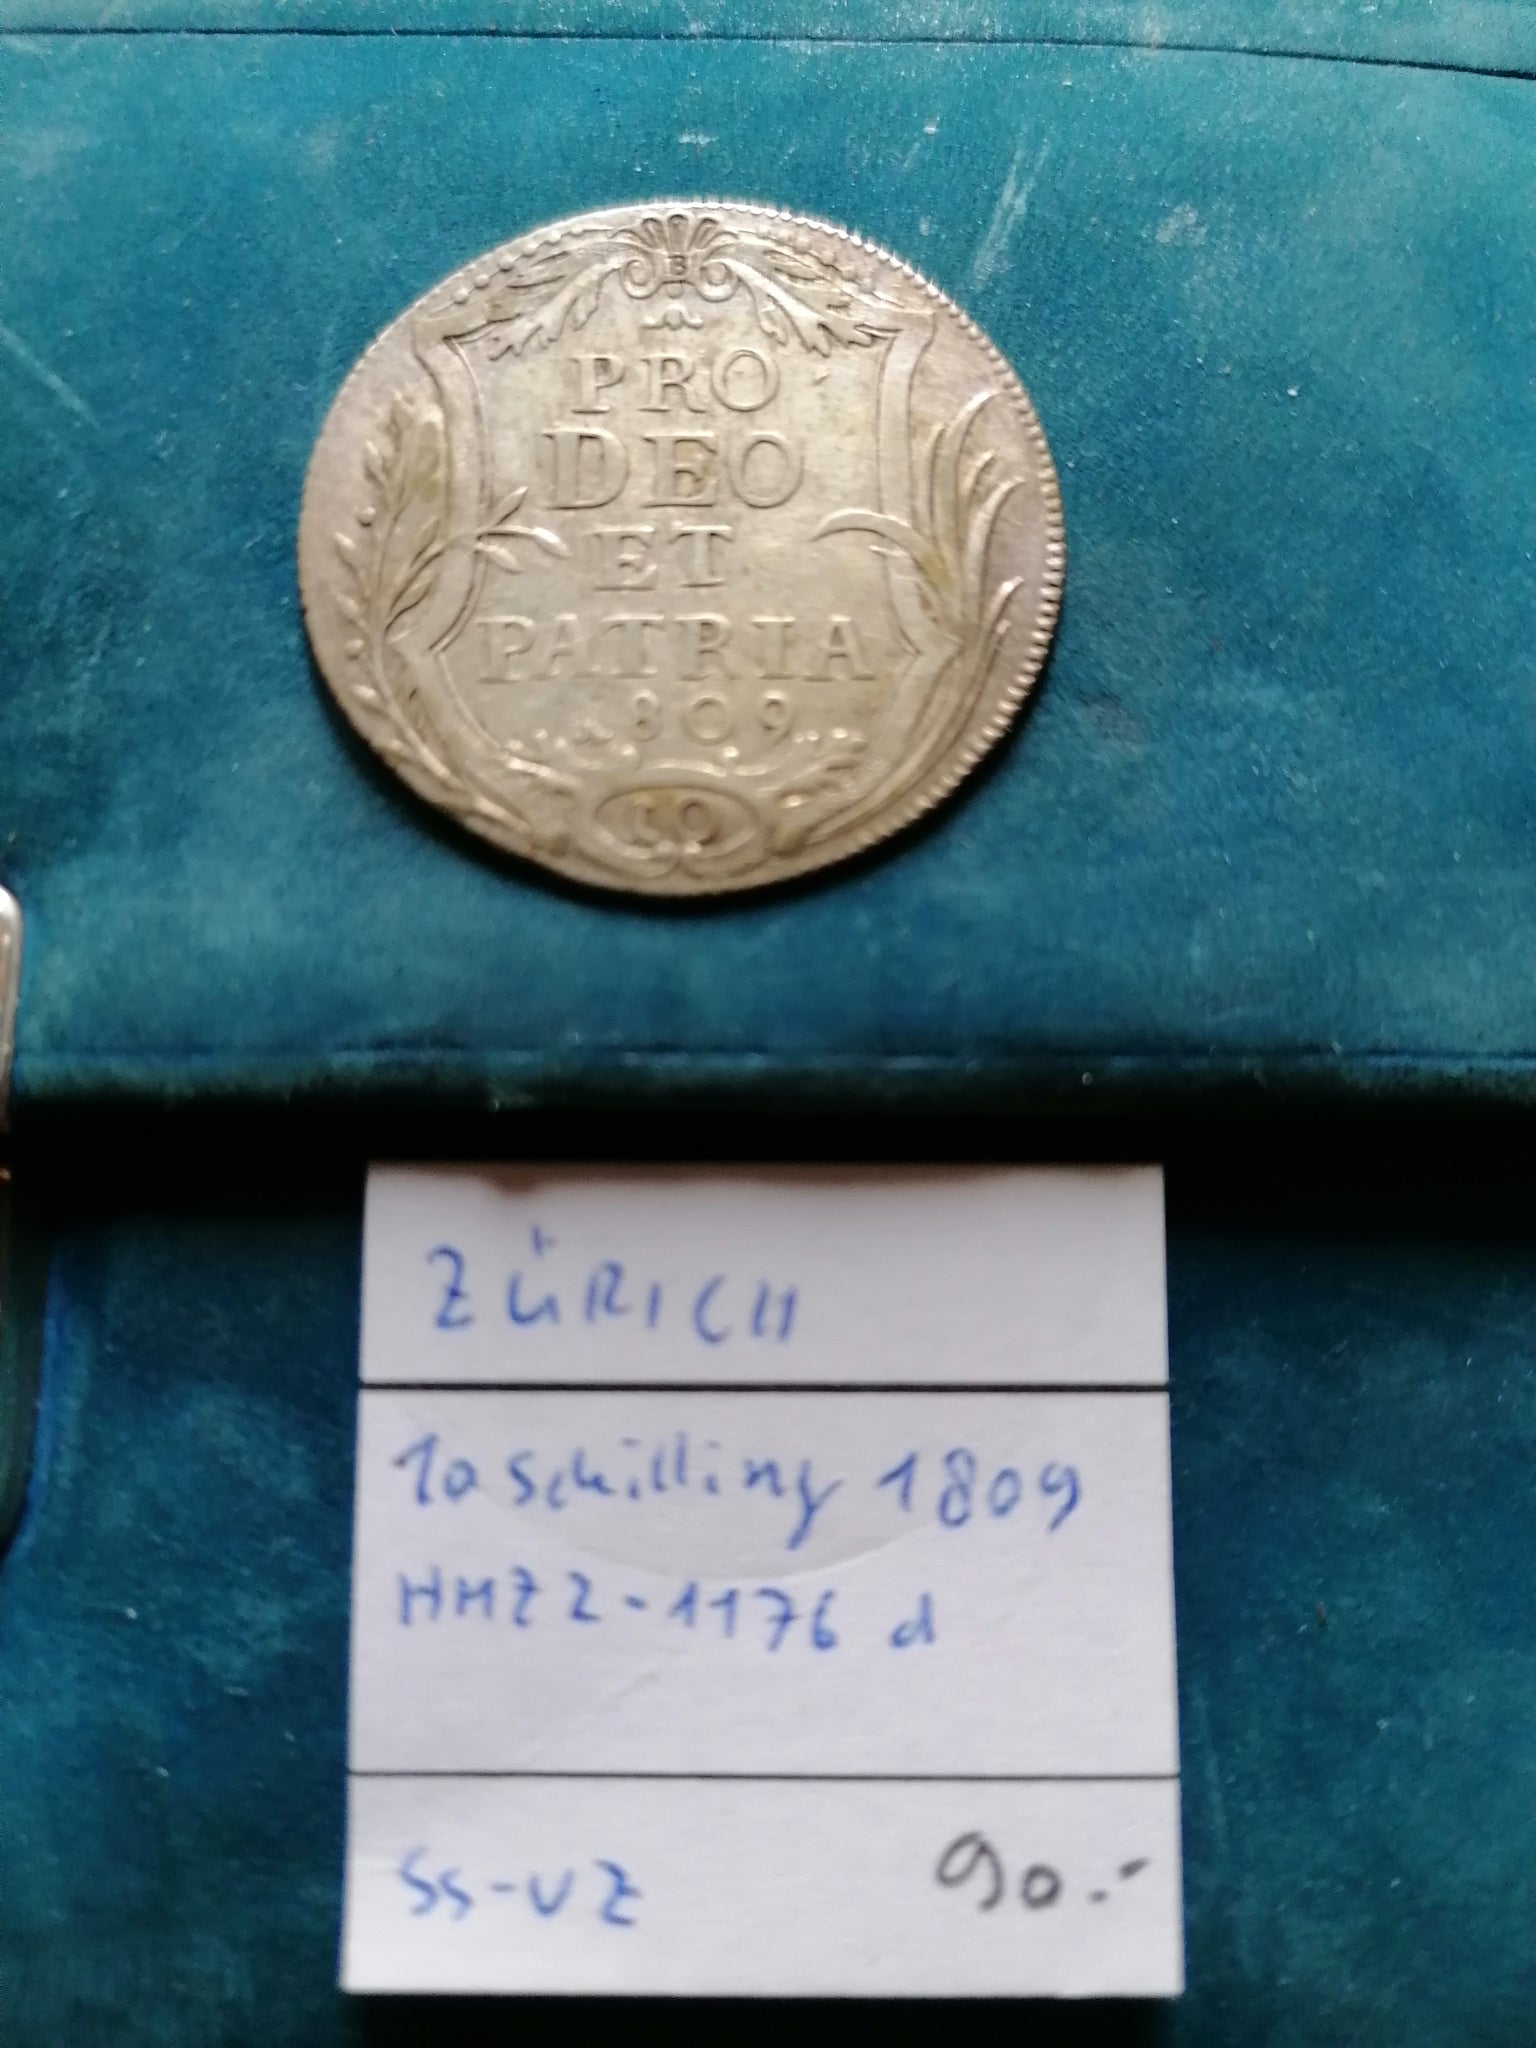 B
PRO
DEO
ET
PATRIA
1809
10
ZÜRICH
10 Schilling 1809
HMZ 2-1176 d
SS-VZ 90.-